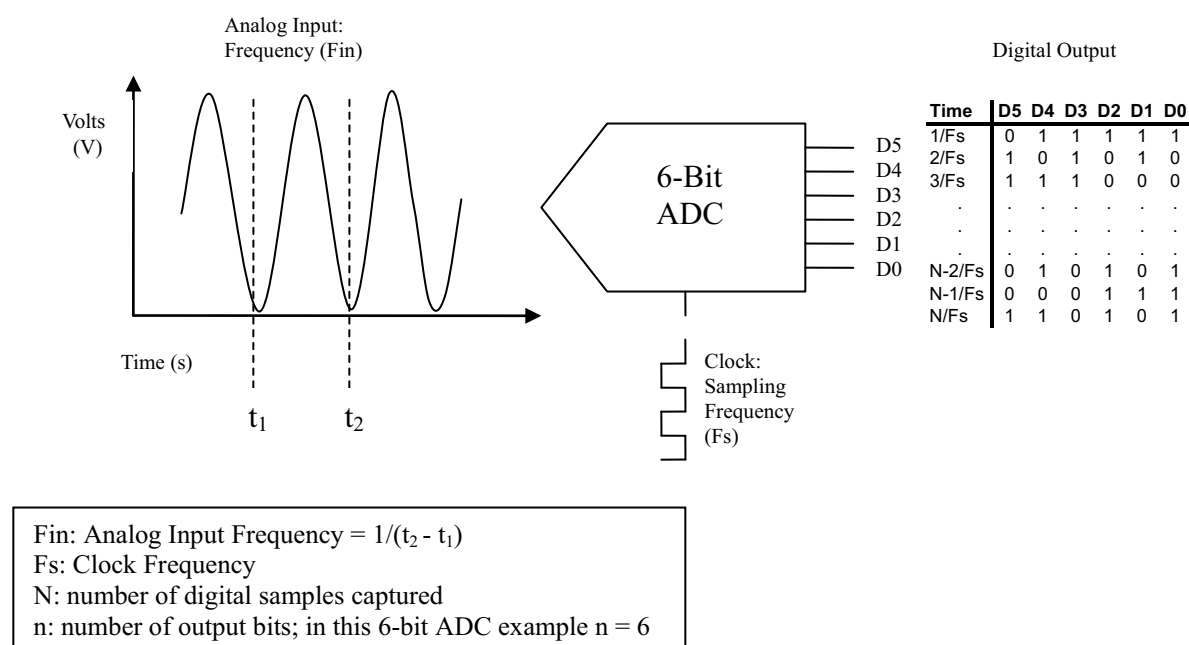 Analog Input:
Frequency (Fin)
Digital Output
Volts
(V)
Time (s)
t₁ t₂
6-Bit
ADC
D5
D4
D3
D2
D1
D0
Clock:
Sampling
Frequency
(Fs)
Time D5 D4 D3 D2 D1 D0
1/Fs 0 1 1 1 1 1
2/Fs 1 0 1 0 1 0
3/Fs 1 1 1 0 0 0
. . . . . . .
. . . . . . .
. . . . . . .
N-2/Fs 0 1 0 1 0 1
N-1/Fs 0 0 0 1 1 1
N/Fs 1 1 0 1 0 1
Fin: Analog Input Frequency = 1/(t₂ - t₁)
Fs: Clock Frequency
N: number of digital samples captured
n: number of output bits; in this 6-bit ADC example n = 6